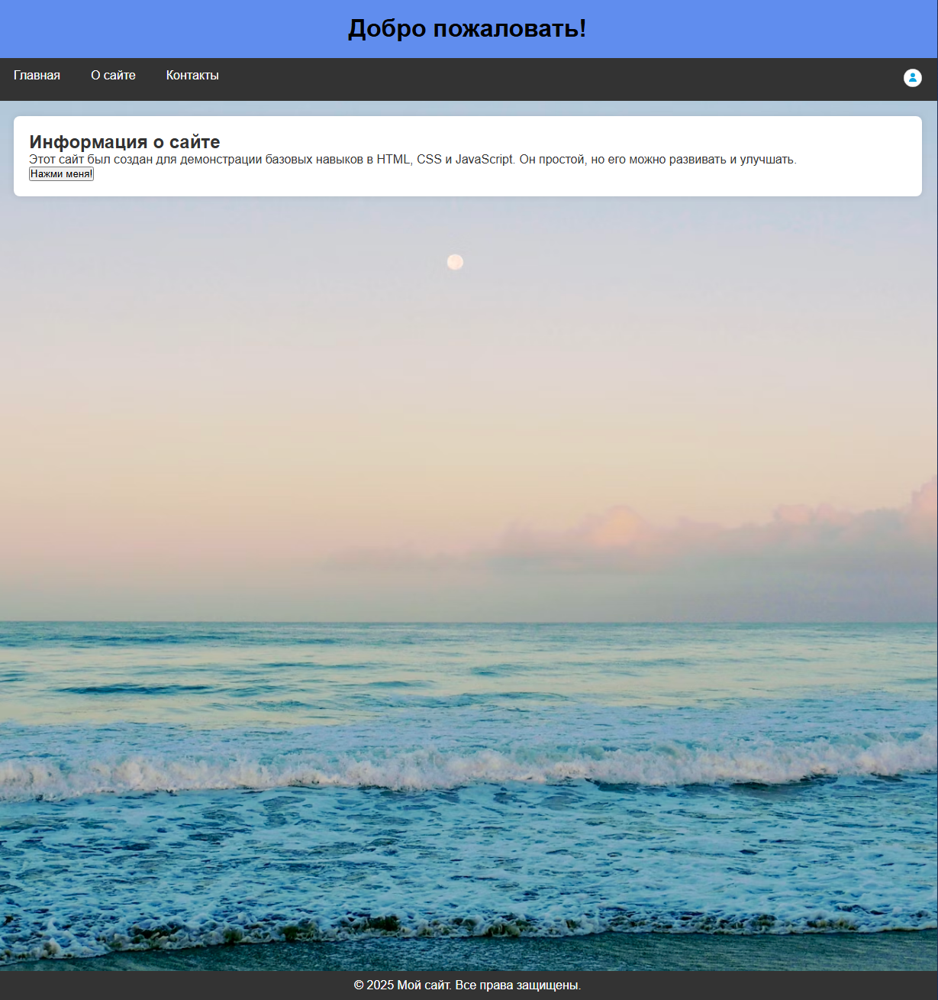 Добро пожаловать!
Главная О сайте Контакты
Информация о сайте
Этот сайт был создан для демонстрации базовых навыков в HTML, CSS и JavaScript. Он простой, но его можно развивать и улучшать.
Нажми меня!
© 2025 Мой сайт. Все права защищены.